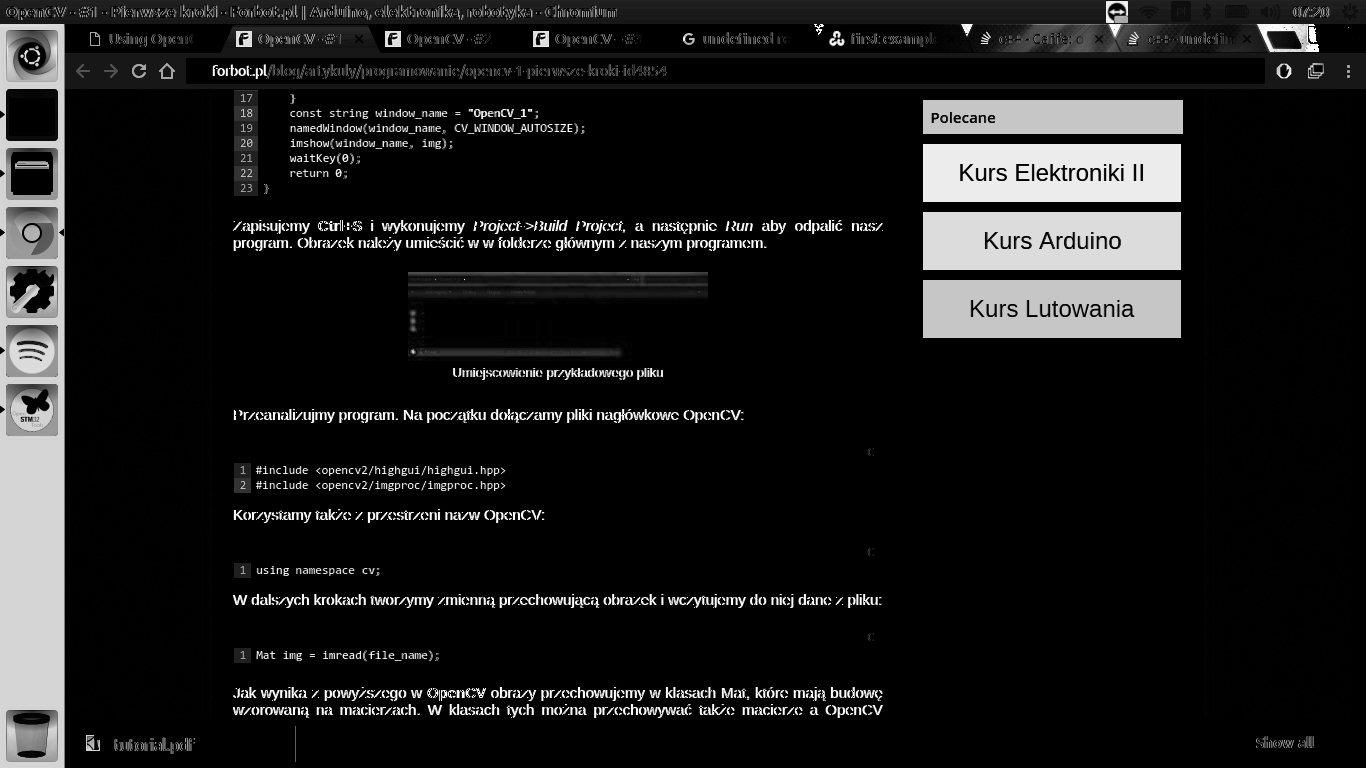 OpenCV - #1 - Pierwsze kroki - Forbot.pl | Arduino, elektronika, robotyka - Chromium
07:20
Using OpenC
OpenCV - #1
OpenCV - #2
OpenCV - #3
undefined re
first example
c++ - Caffe: o
c++ - undefin
forbot.pl/blog/artykuly/programowanie/opencv-1-pierwsze-kroki-id4854
17 }
18 const string window_name = "OpenCV_1";
19 namedWindow(window_name, CV_WINDOW_AUTOSIZE);
20 imshow(window_name, img);
21 waitKey(0);
22 return 0;
23 }
Zapisujemy Ctrl+S i wykonujemy Project->Build Project, a następnie Run aby odpalić nasz
program. Obrazek należy umieścić w w folderze głównym z naszym programem.
Umiejscowienie przykładowego pliku
Przeanalizujmy program. Na początku dołączamy pliki nagłówkowe OpenCV:
C
1 #include <opencv2/highgui/highgui.hpp>
2 #include <opencv2/imgproc/imgproc.hpp>
Korzystamy także z przestrzeni nazw OpenCV:
C
1 using namespace cv;
W dalszych krokach tworzymy zmienną przechowującą obrazek i wczytujemy do niej dane z pliku:
C
1 Mat img = imread(file_name);
Jak wynika z powyższego w OpenCV obrazy przechowujemy w klasach Mat, które mają budowę
wzorowaną na macierzach. W klasach tych można przechowywać także macierze a OpenCV
Polecane
Kurs Elektroniki II
Kurs Arduino
Kurs Lutowania
Open
STM32
Tools
tutorial.pdf
Show all